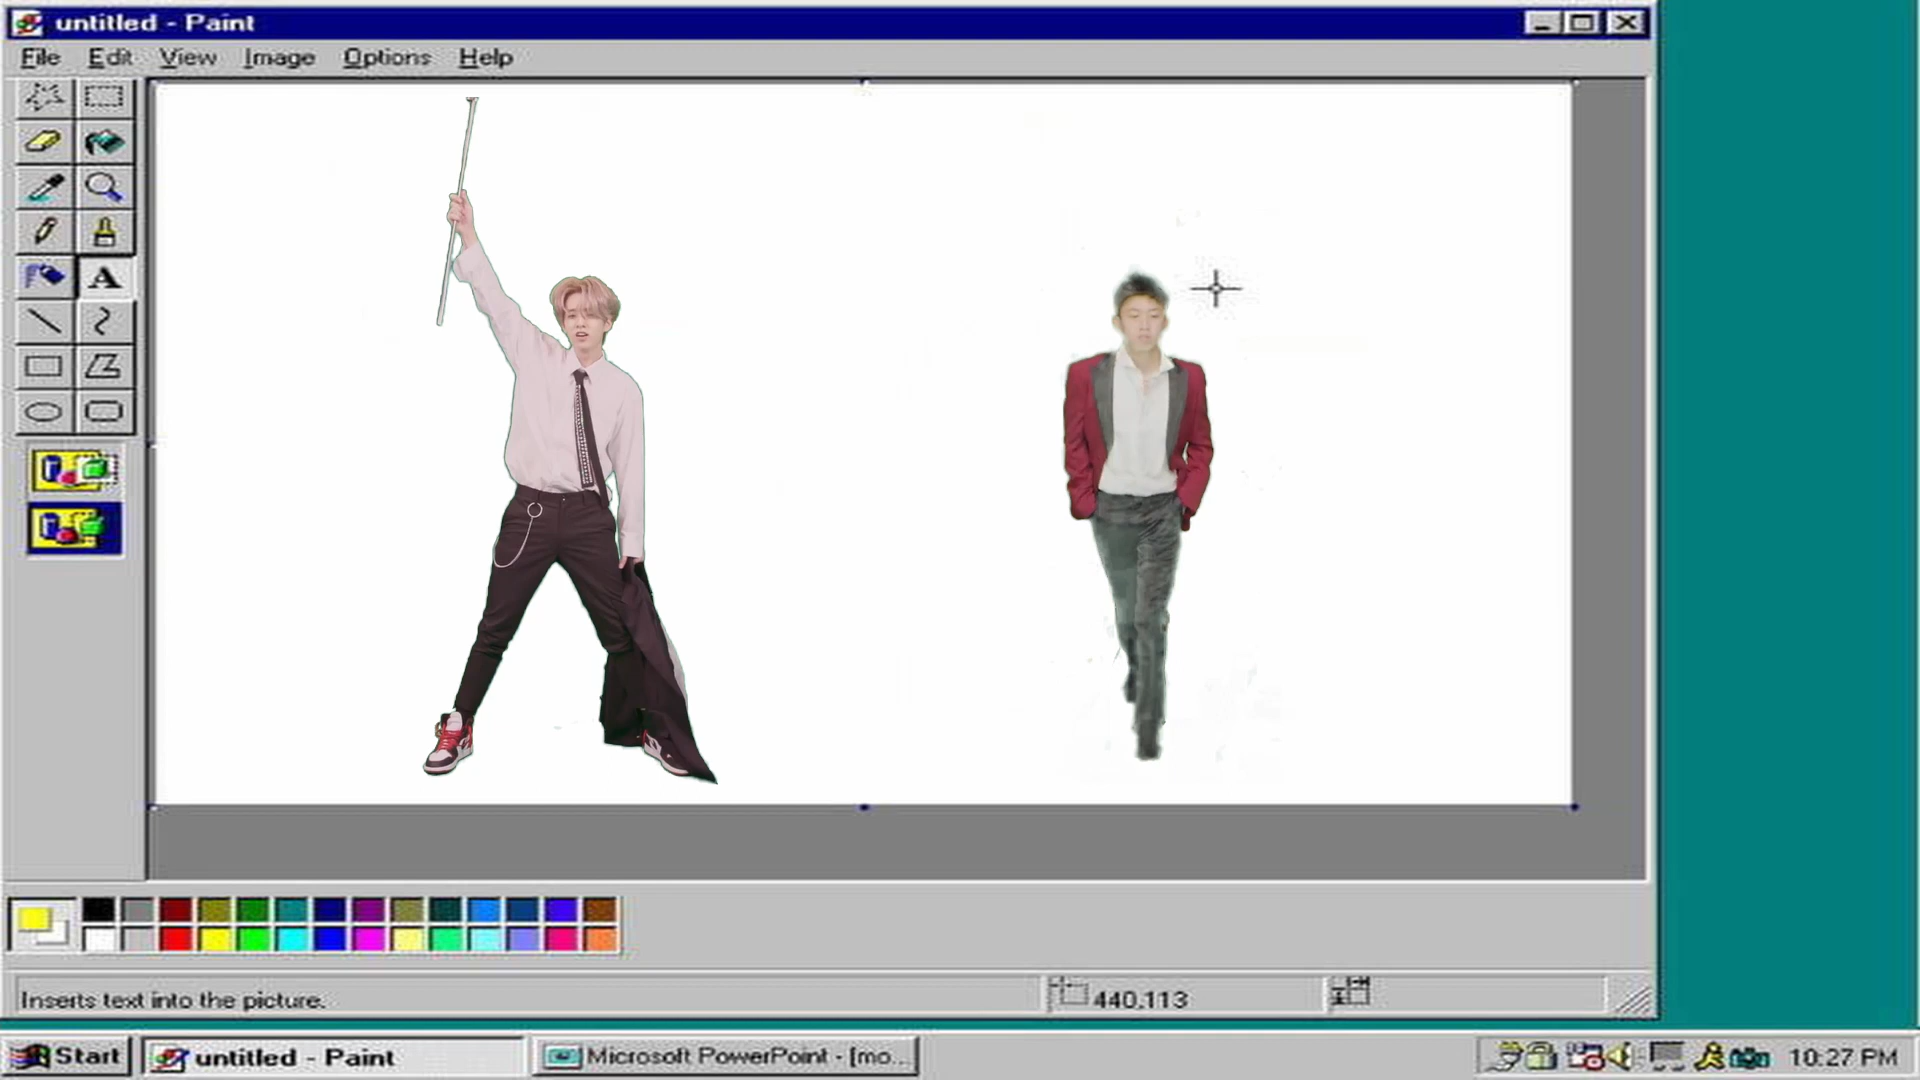 untitled - Paint
File Edit View Image Options Help
A
Inserts text into the picture.
440,113
Start untitled - Paint Microsoft PowerPoint - [mo... 10:27 PM